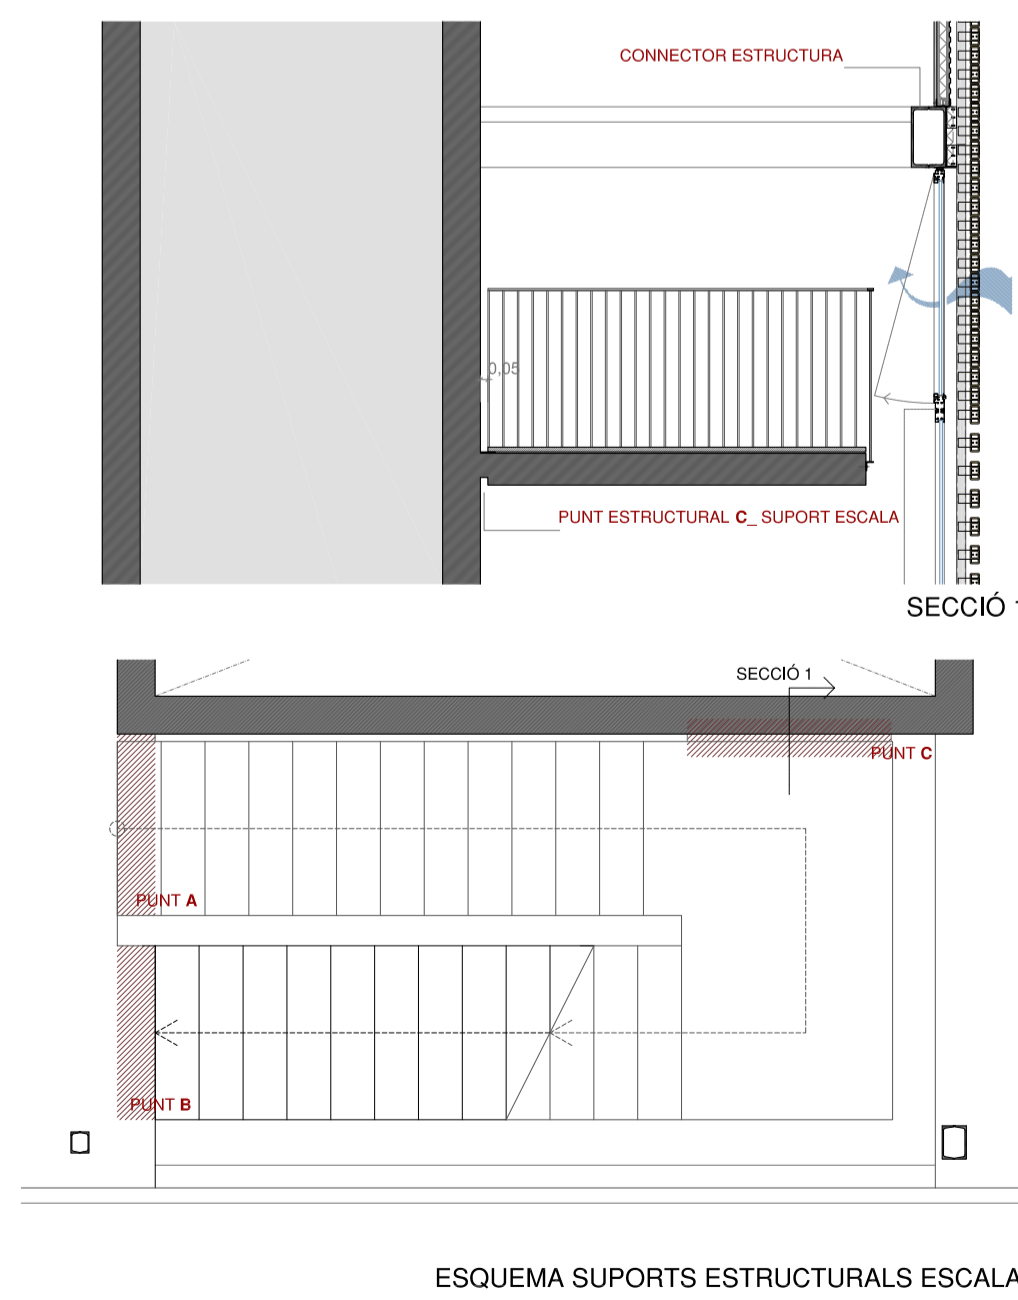 CONNECTOR ESTRUCTURA
0,05
PUNT ESTRUCTURAL C_ SUPORT ESCALA
SECCIÓ 1
SECCIÓ 1
PUNT C
PUNT A
PUNT B
ESQUEMA SUPORTS ESTRUCTURALS ESCALA